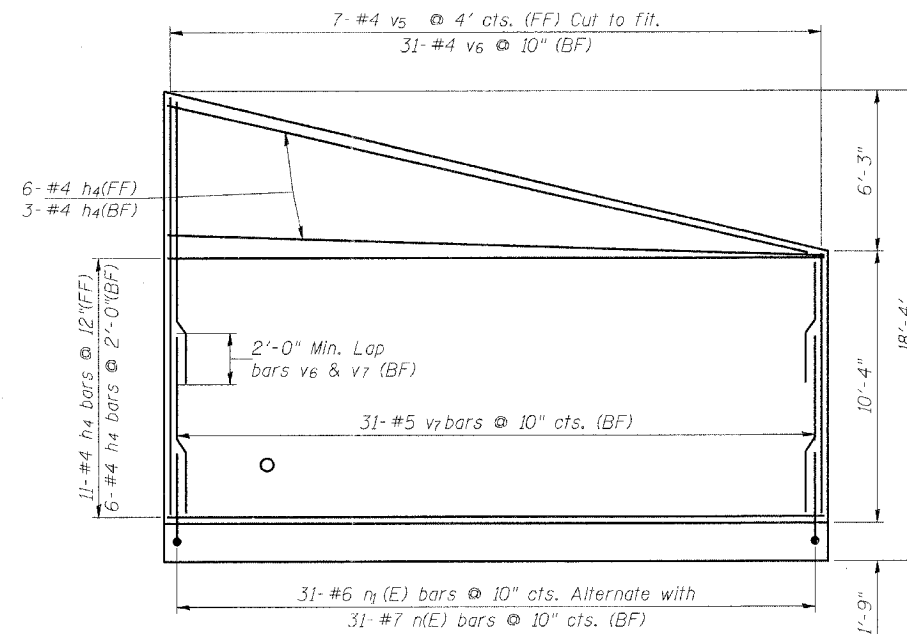 7-#4 v5 @ 4' cts. (FF) Cut to fit.
31-#4 v6 @ 10" (BF)
6-#4 h4(FF)
3-#4 h4(BF)
6'-3"
11-#4 h4 bars @ 12"(FF)
6-#4 h4 bars @ 2'-0"(BF)
2'-0" Min. Lap
bars v6 & v7 (BF)
10'-4"
18'-4"
31-#5 v7 bars @ 10" cts. (BF)
31-#6 n1 (E) bars @ 10" cts. Alternate with
31-#7 n(E) bars @ 10" cts. (BF)
1'-9"